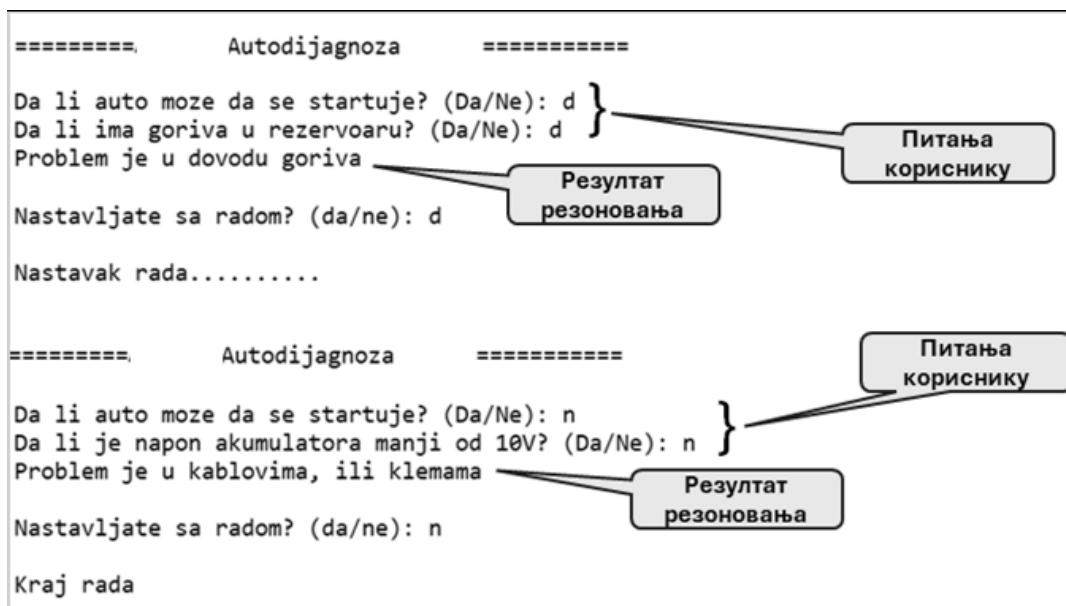 =========. Autodijagnoza ===========
Da li auto moze da se startuje? (Da/Ne): d
Da li ima goriva u rezervoaru? (Da/Ne): d
Питања
кориснику
Problem je u dovodu goriva
Резултат
резоновања
Nastavljate sa radom? (da/ne): d
Nastavak rada..........
=========. Autodijagnoza ===========
Питања
кориснику
Da li auto moze da se startuje? (Da/Ne): n
Da li je napon akumulatora manji od 10V? (Da/Ne): n
Problem je u kablovima, ili klemama
Резултат
резоновања
Nastavljate sa radom? (da/ne): n
Kraj rada